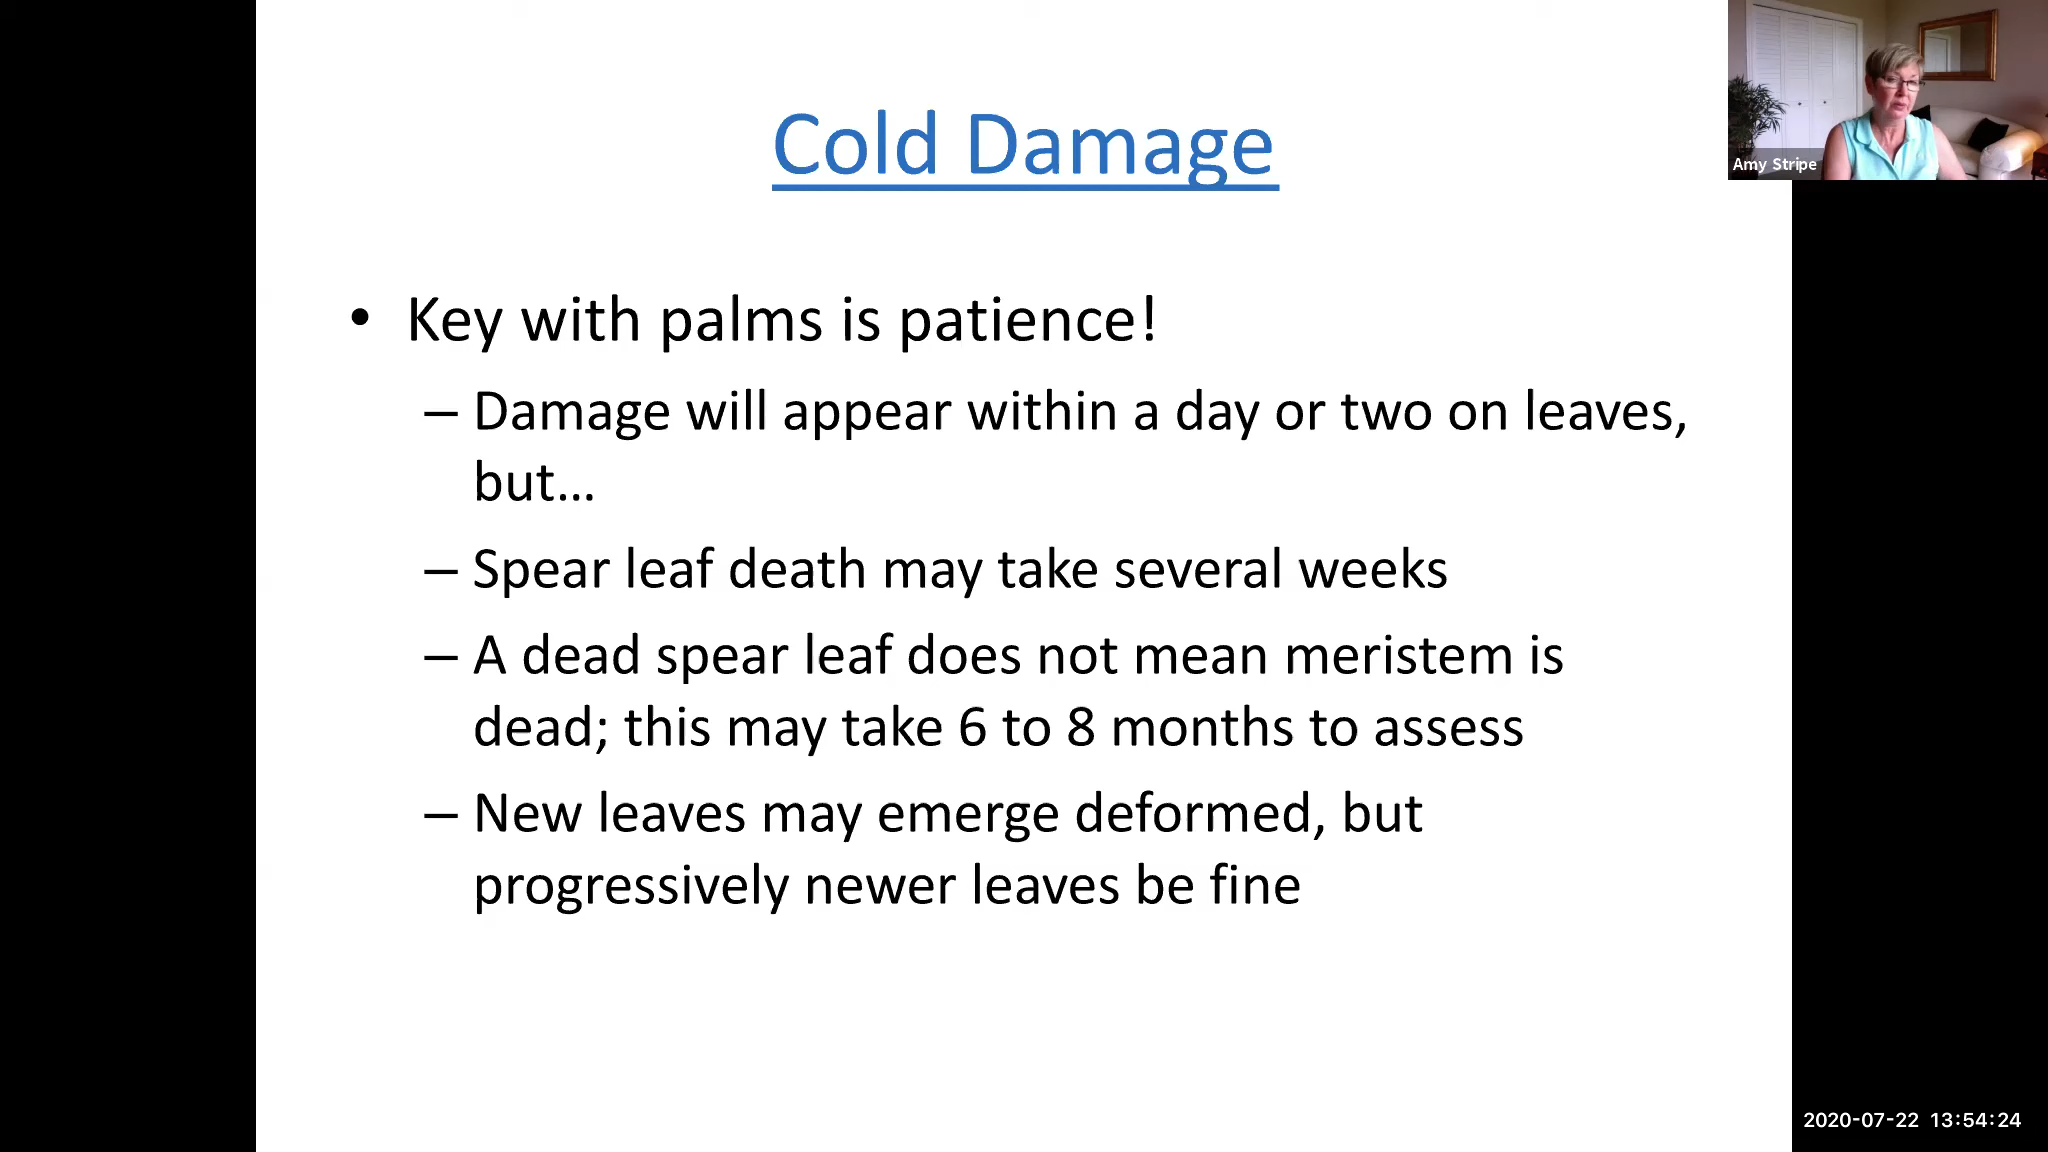 Cold Damage
Amy Stripe
• Key with palms is patience!
– Damage will appear within a day or two on leaves,
but...
– Spear leaf death may take several weeks
– A dead spear leaf does not mean meristem is
dead; this may take 6 to 8 months to assess
– New leaves may emerge deformed, but
progressively newer leaves be fine
2020-07-22 13:54:24